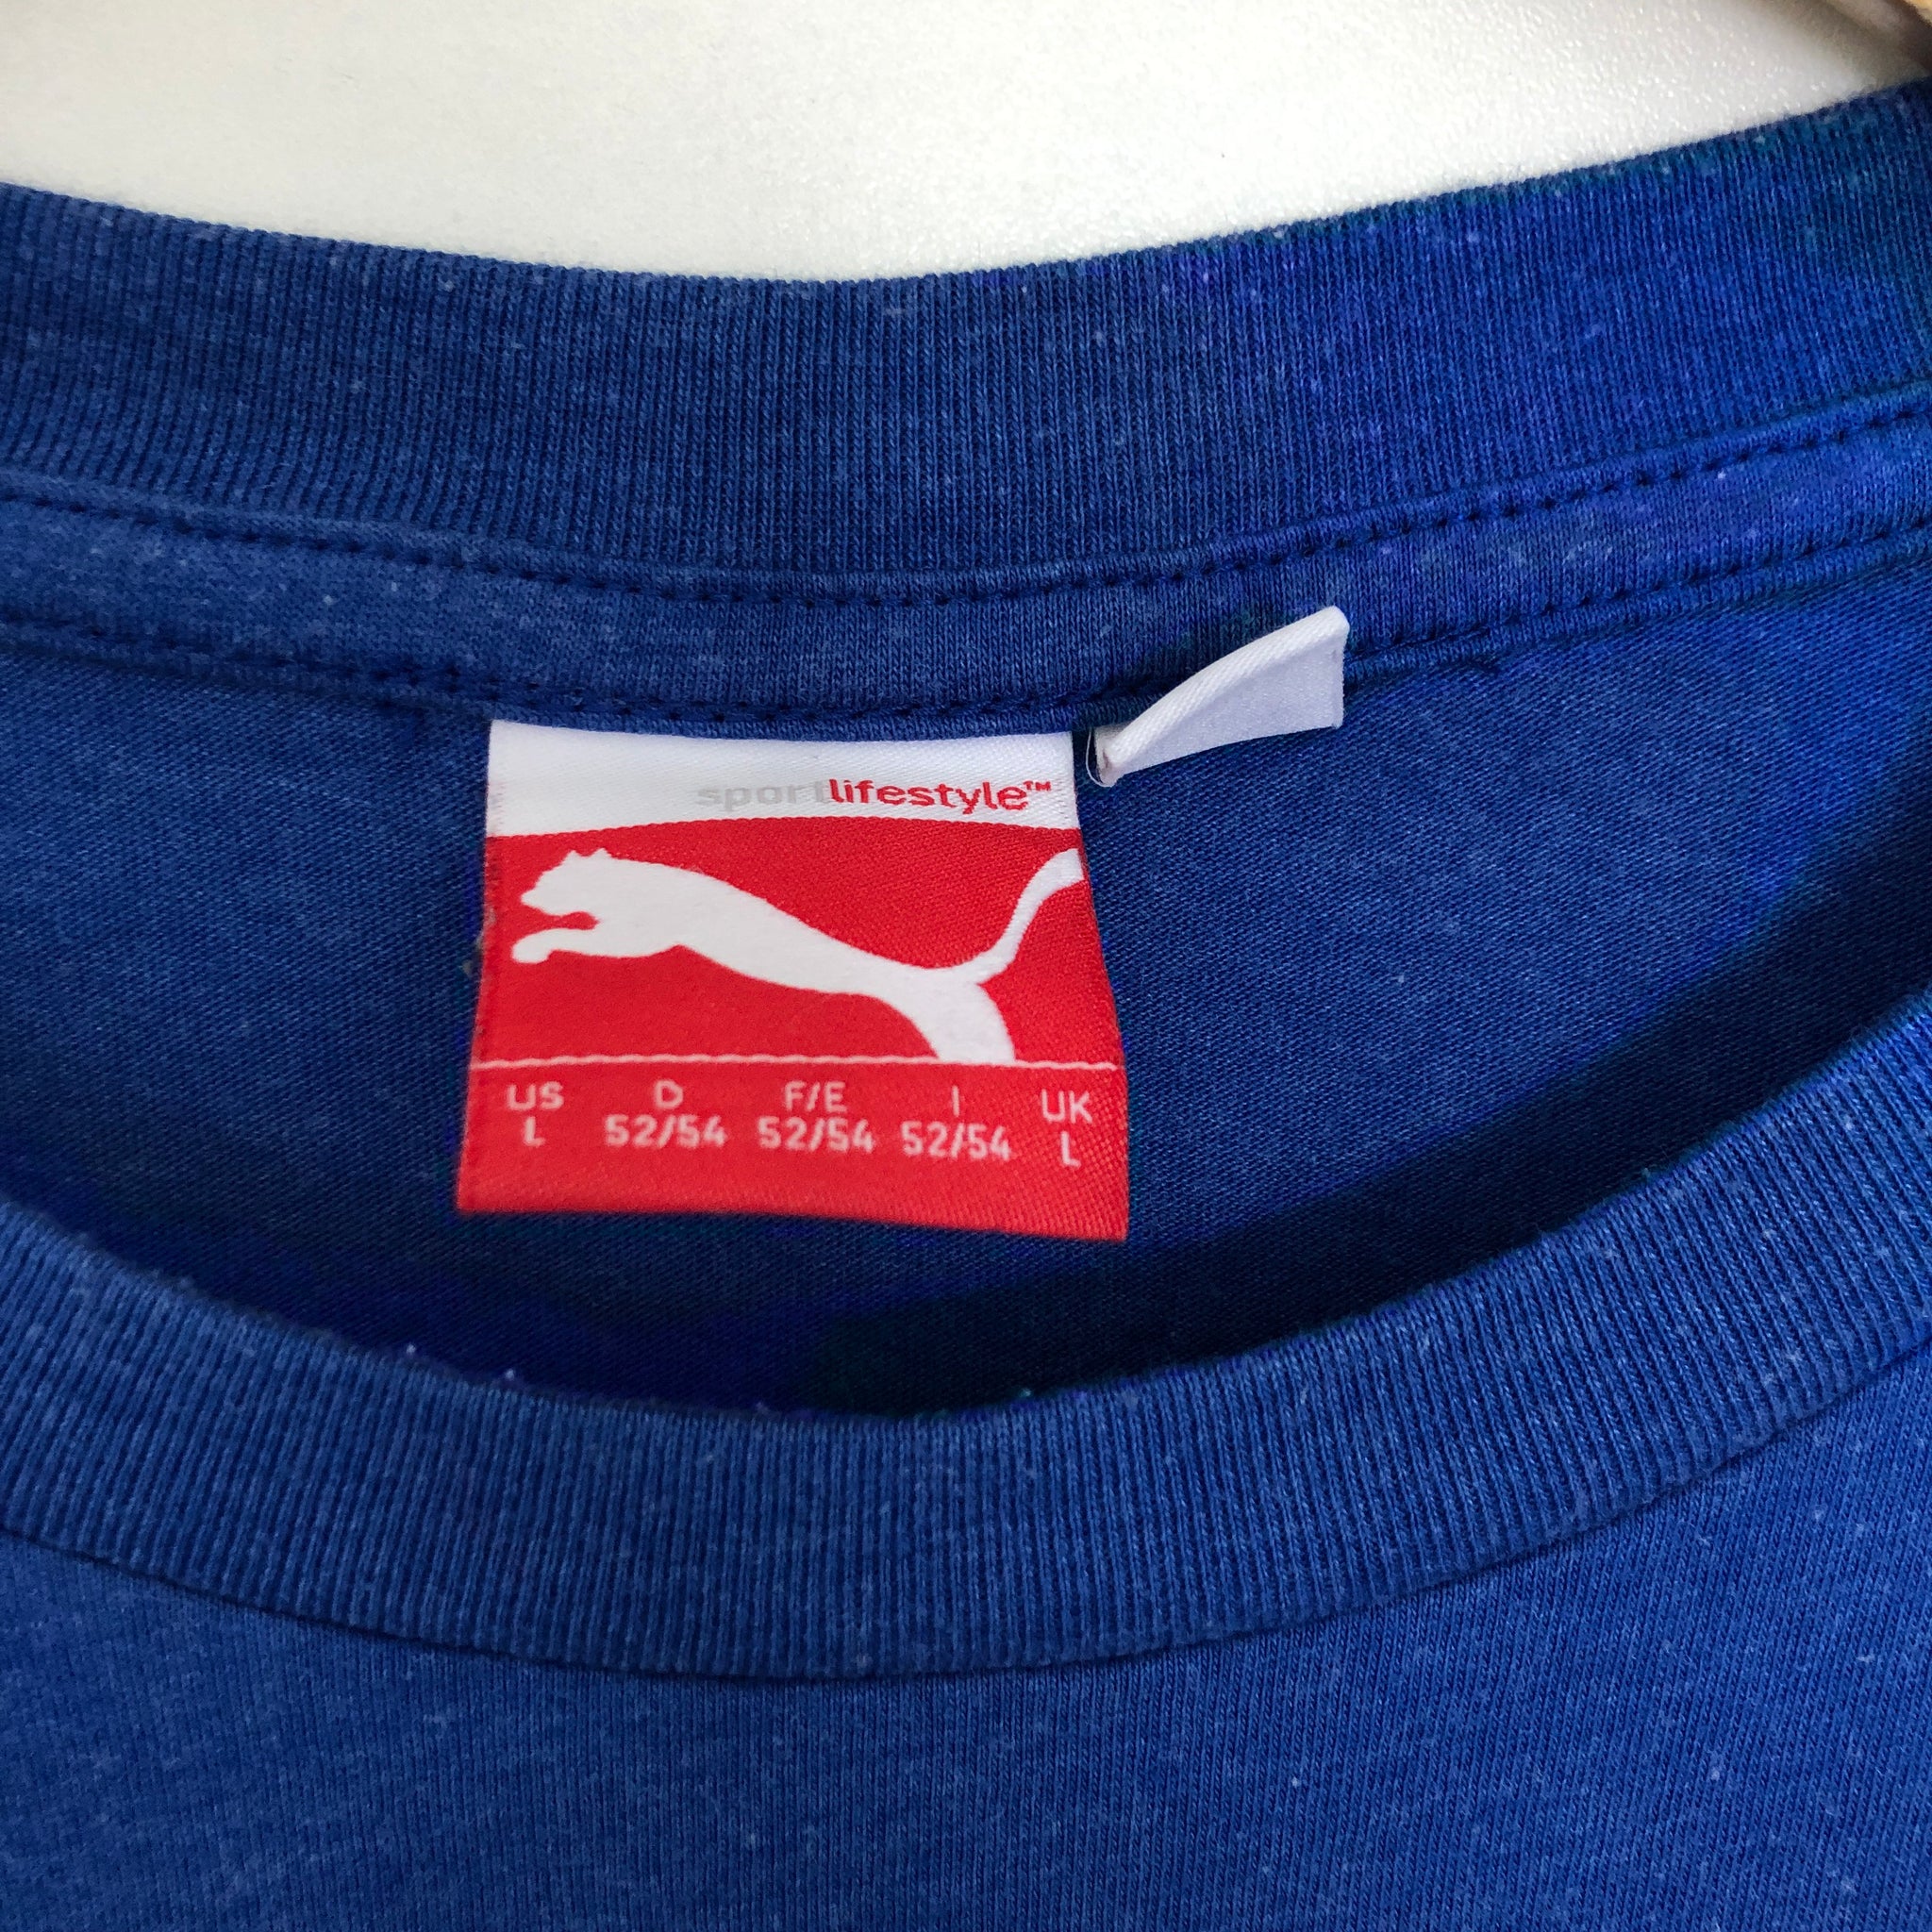 sportlifestyle™
US D F/E I UK
L 52/54 52/54 52/54 L